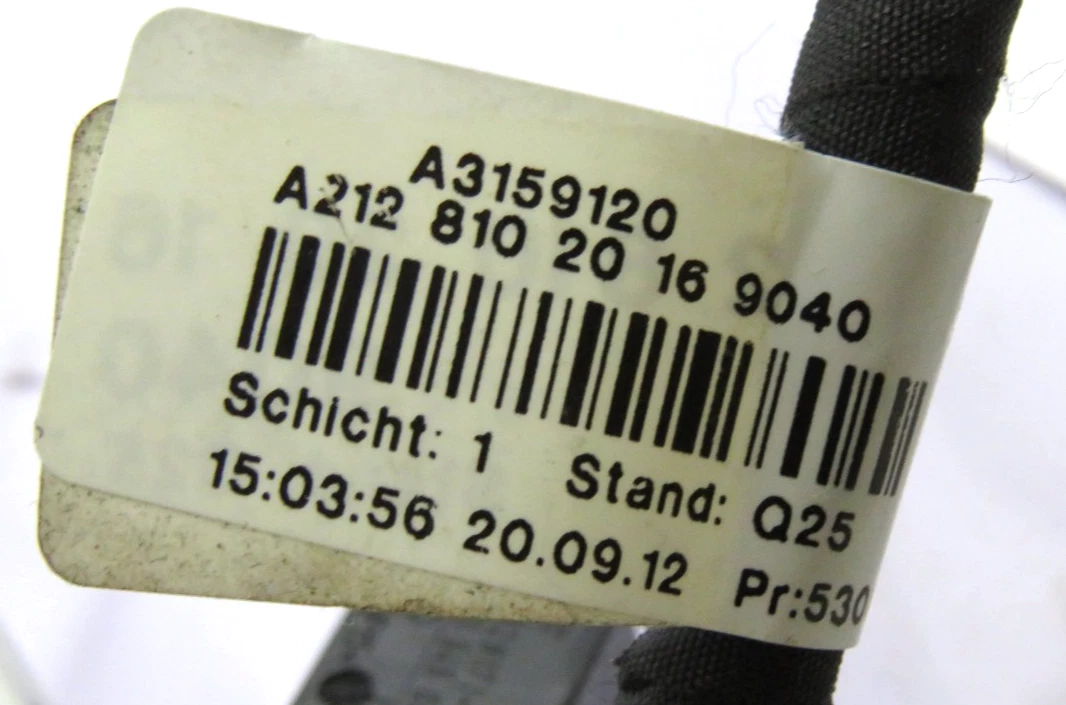 A3159120
A212 810 20 16 9040
Schicht: 1 Stand: Q25
15:03:56 20.09.12 Pr:530